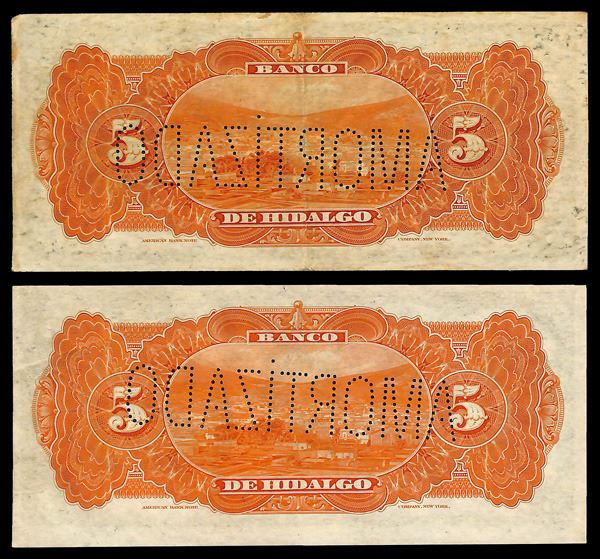 BANCO
5 5
AMORTIZADO
DE HIDALGO
AMERICAN BANK NOTE COMPANY, NEW YORK.
BANCO
5 5
AMORTIZADO
DE HIDALGO
AMERICAN BANK NOTE COMPANY, NEW YORK.